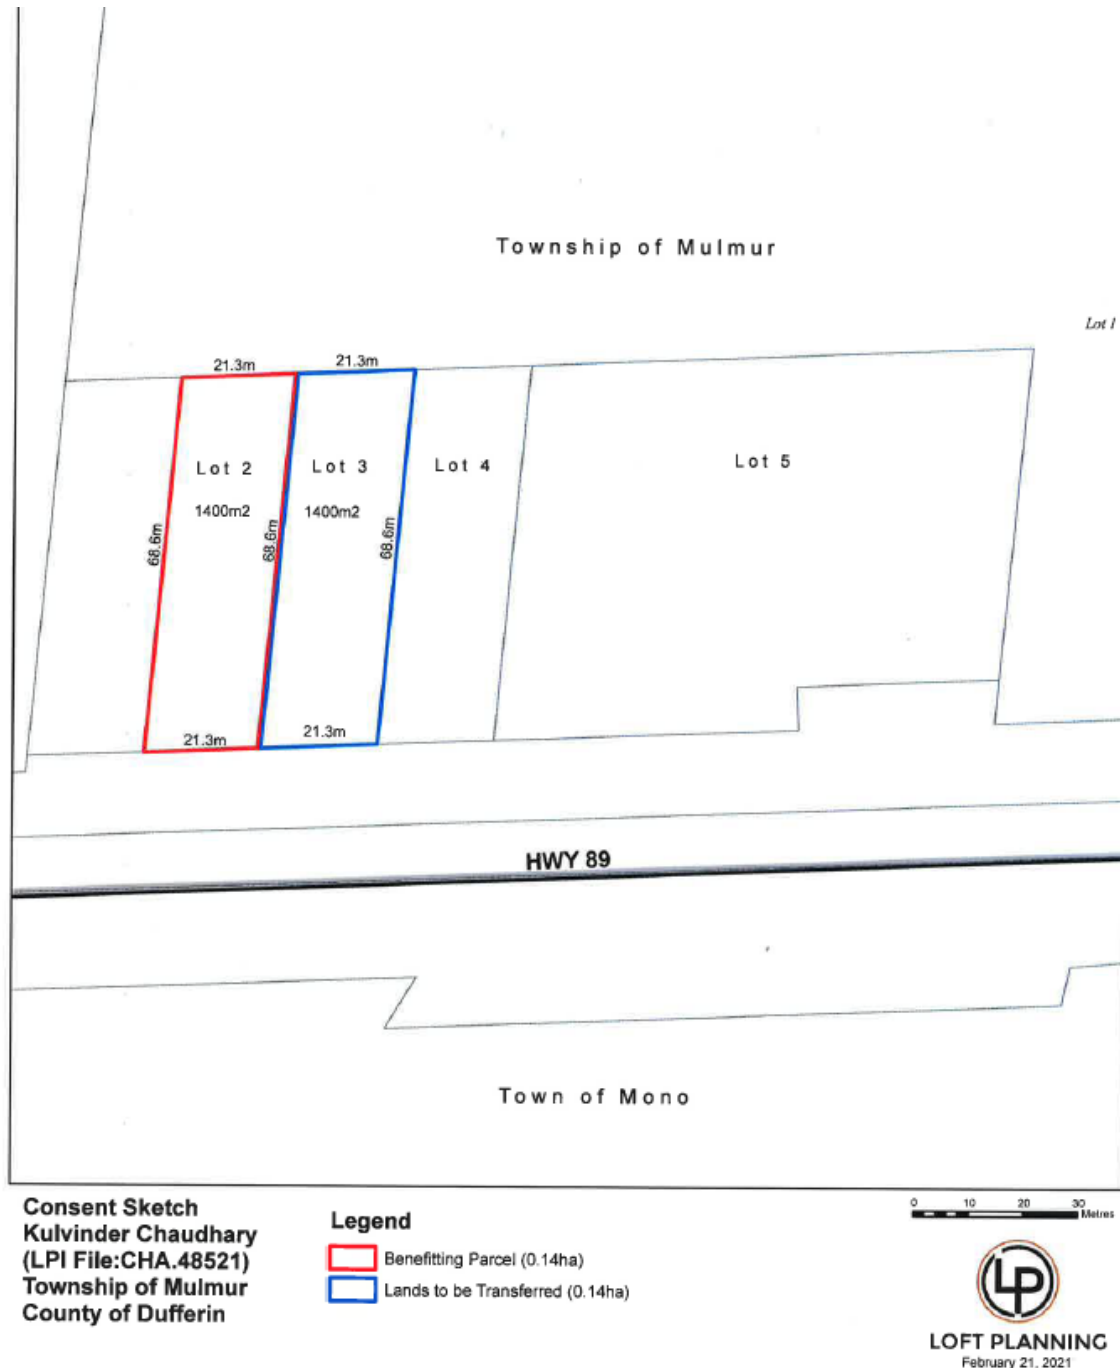 Township of Mulmur
Lot 1
21.3m
21.3m
Lot 2
Lot 3
Lot 4
Lot 5
1400m2
1400m2
68.6m
68.6m
68.6m
21.3m
21.3m
HWY 89
Town of Mono
Consent Sketch
Kulvinder Chaudhary
(LPI File:CHA.48521)
Township of Mulmur
County of Dufferin
Legend
Benefitting Parcel (0.14ha)
Lands to be Transferred (0.14ha)
0 10 20 30
Metres
LP
LOFT PLANNING
February 21, 2021